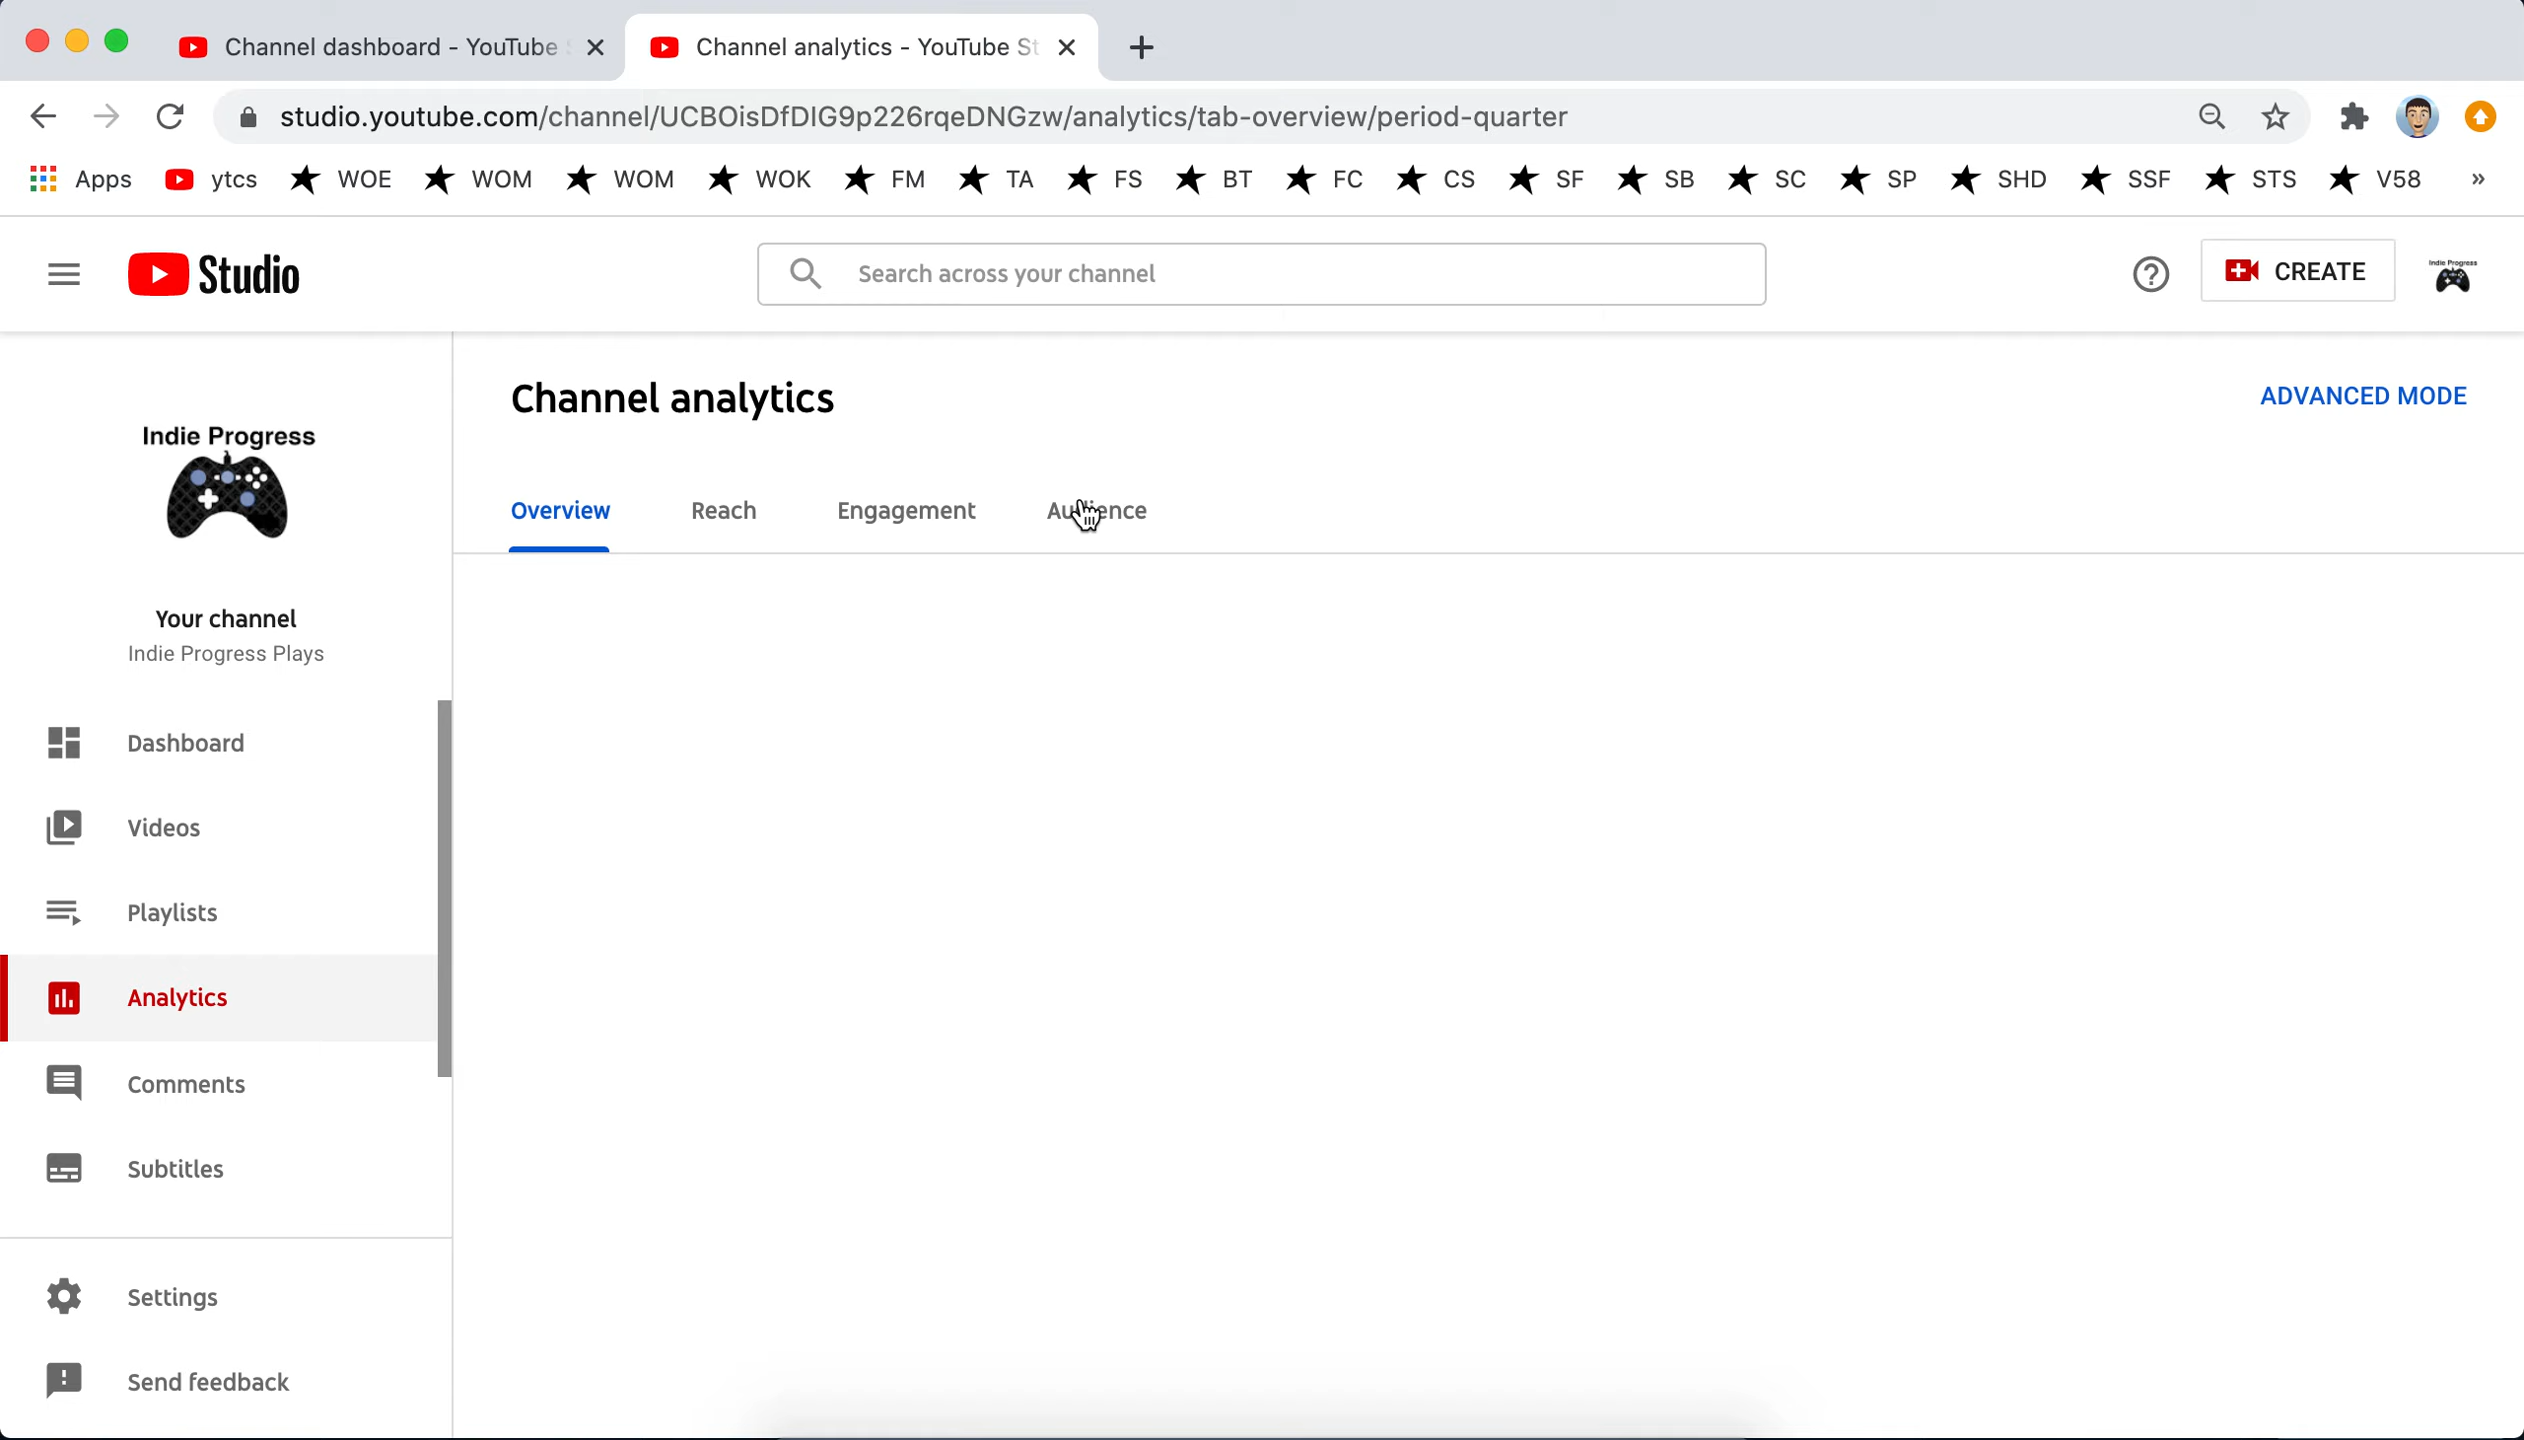 Channel dashboard - YouTube S
Channel analytics - YouTube St
studio.youtube.com/channel/UCBOisDfDIG9p226rqeDNGzw/analytics/tab-overview/period-quarter
Apps ytcs WOE WOM WOM WOK FM TA FS BT FC CS SF SB SC SP SHD SSF STS V58 »
Studio
Search across your channel
CREATE
Indie Progress
Indie Progress
Your channel
Indie Progress Plays
Dashboard
Videos
Playlists
Analytics
Comments
Subtitles
Settings
Send feedback
Channel analytics
ADVANCED MODE
Overview Reach Engagement Audience